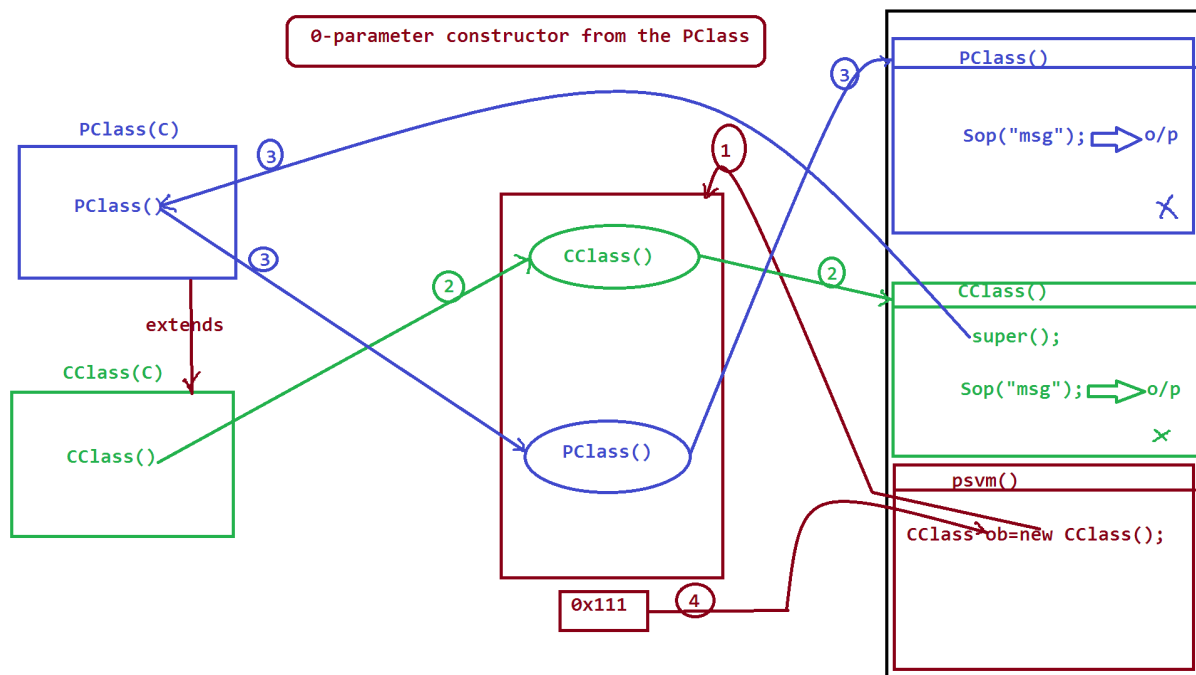 0-parameter constructor from the PClass
PClass(C)
PClass()
extends
CClass(C)
CClass()
3
3
2
1
CClass()
PClass()
0x111
4
3
2
PClass()
Sop("msg"); o/p
CClass()
super();
Sop("msg"); o/p
psvm()
CClass ob=new CClass();